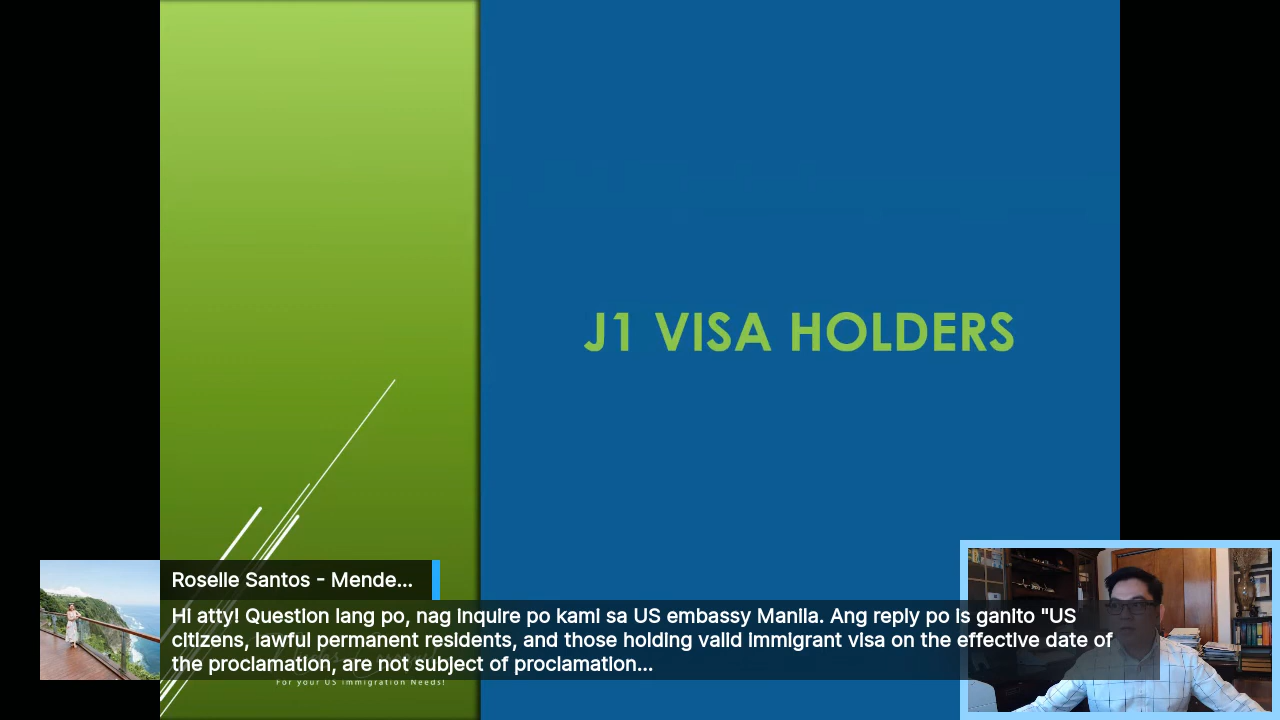 J1 VISA HOLDERS
Roselle Santos - Mende...
Hi atty! Question lang po, nag inquire po kami sa US embassy Manila. Ang reply po is ganito "US
citizens, lawful permanent residents, and those holding valid immigrant visa on the effective date of
the proclamation, are not subject of proclamation...
For your US immigration Needs!